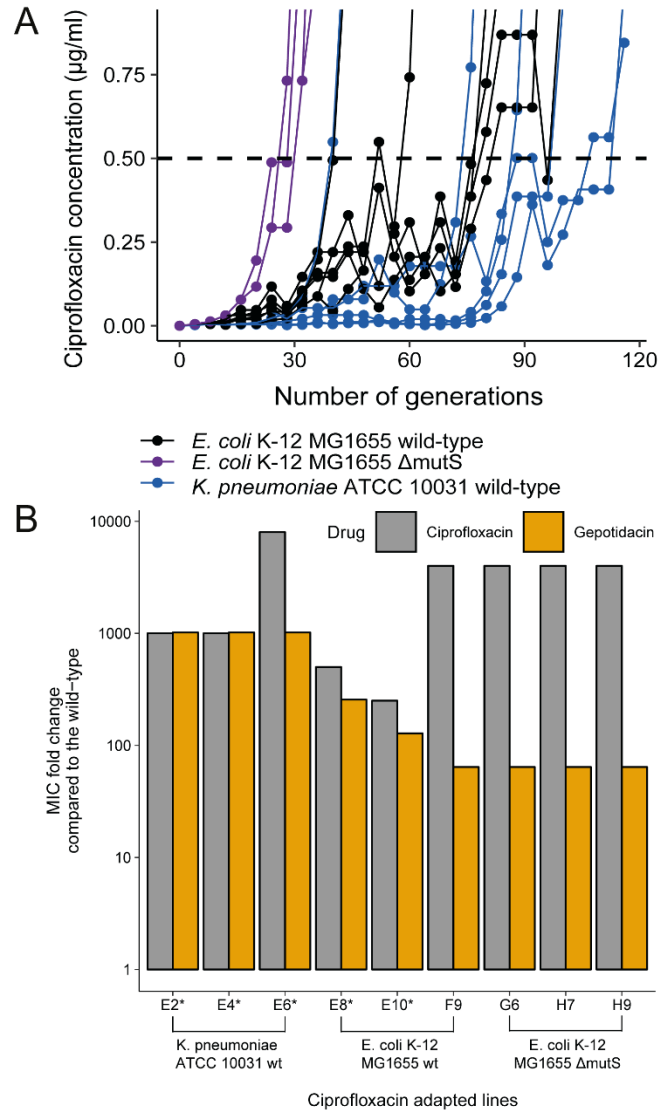 A
Ciprofloxacin concentration (µg/ml)
0.75
0.50
0.25
0.00
0
30
60
90
120
Number of generations
E. coli K-12 MG1655 wild-type
E. coli K-12 MG1655 ΔmutS
K. pneumoniae ATCC 10031 wild-type
B
MIC fold change
compared to the wild-type
10000
1000
100
10
1
Drug
Ciprofloxacin
Gepotidacin
E2*
E4*
E6*
E8*
E10*
F9
G6
H7
H9
K. pneumoniae
ATCC 10031 wt
E. coli K-12
MG1655 wt
E. coli K-12
MG1655 ΔmutS
Ciprofloxacin adapted lines